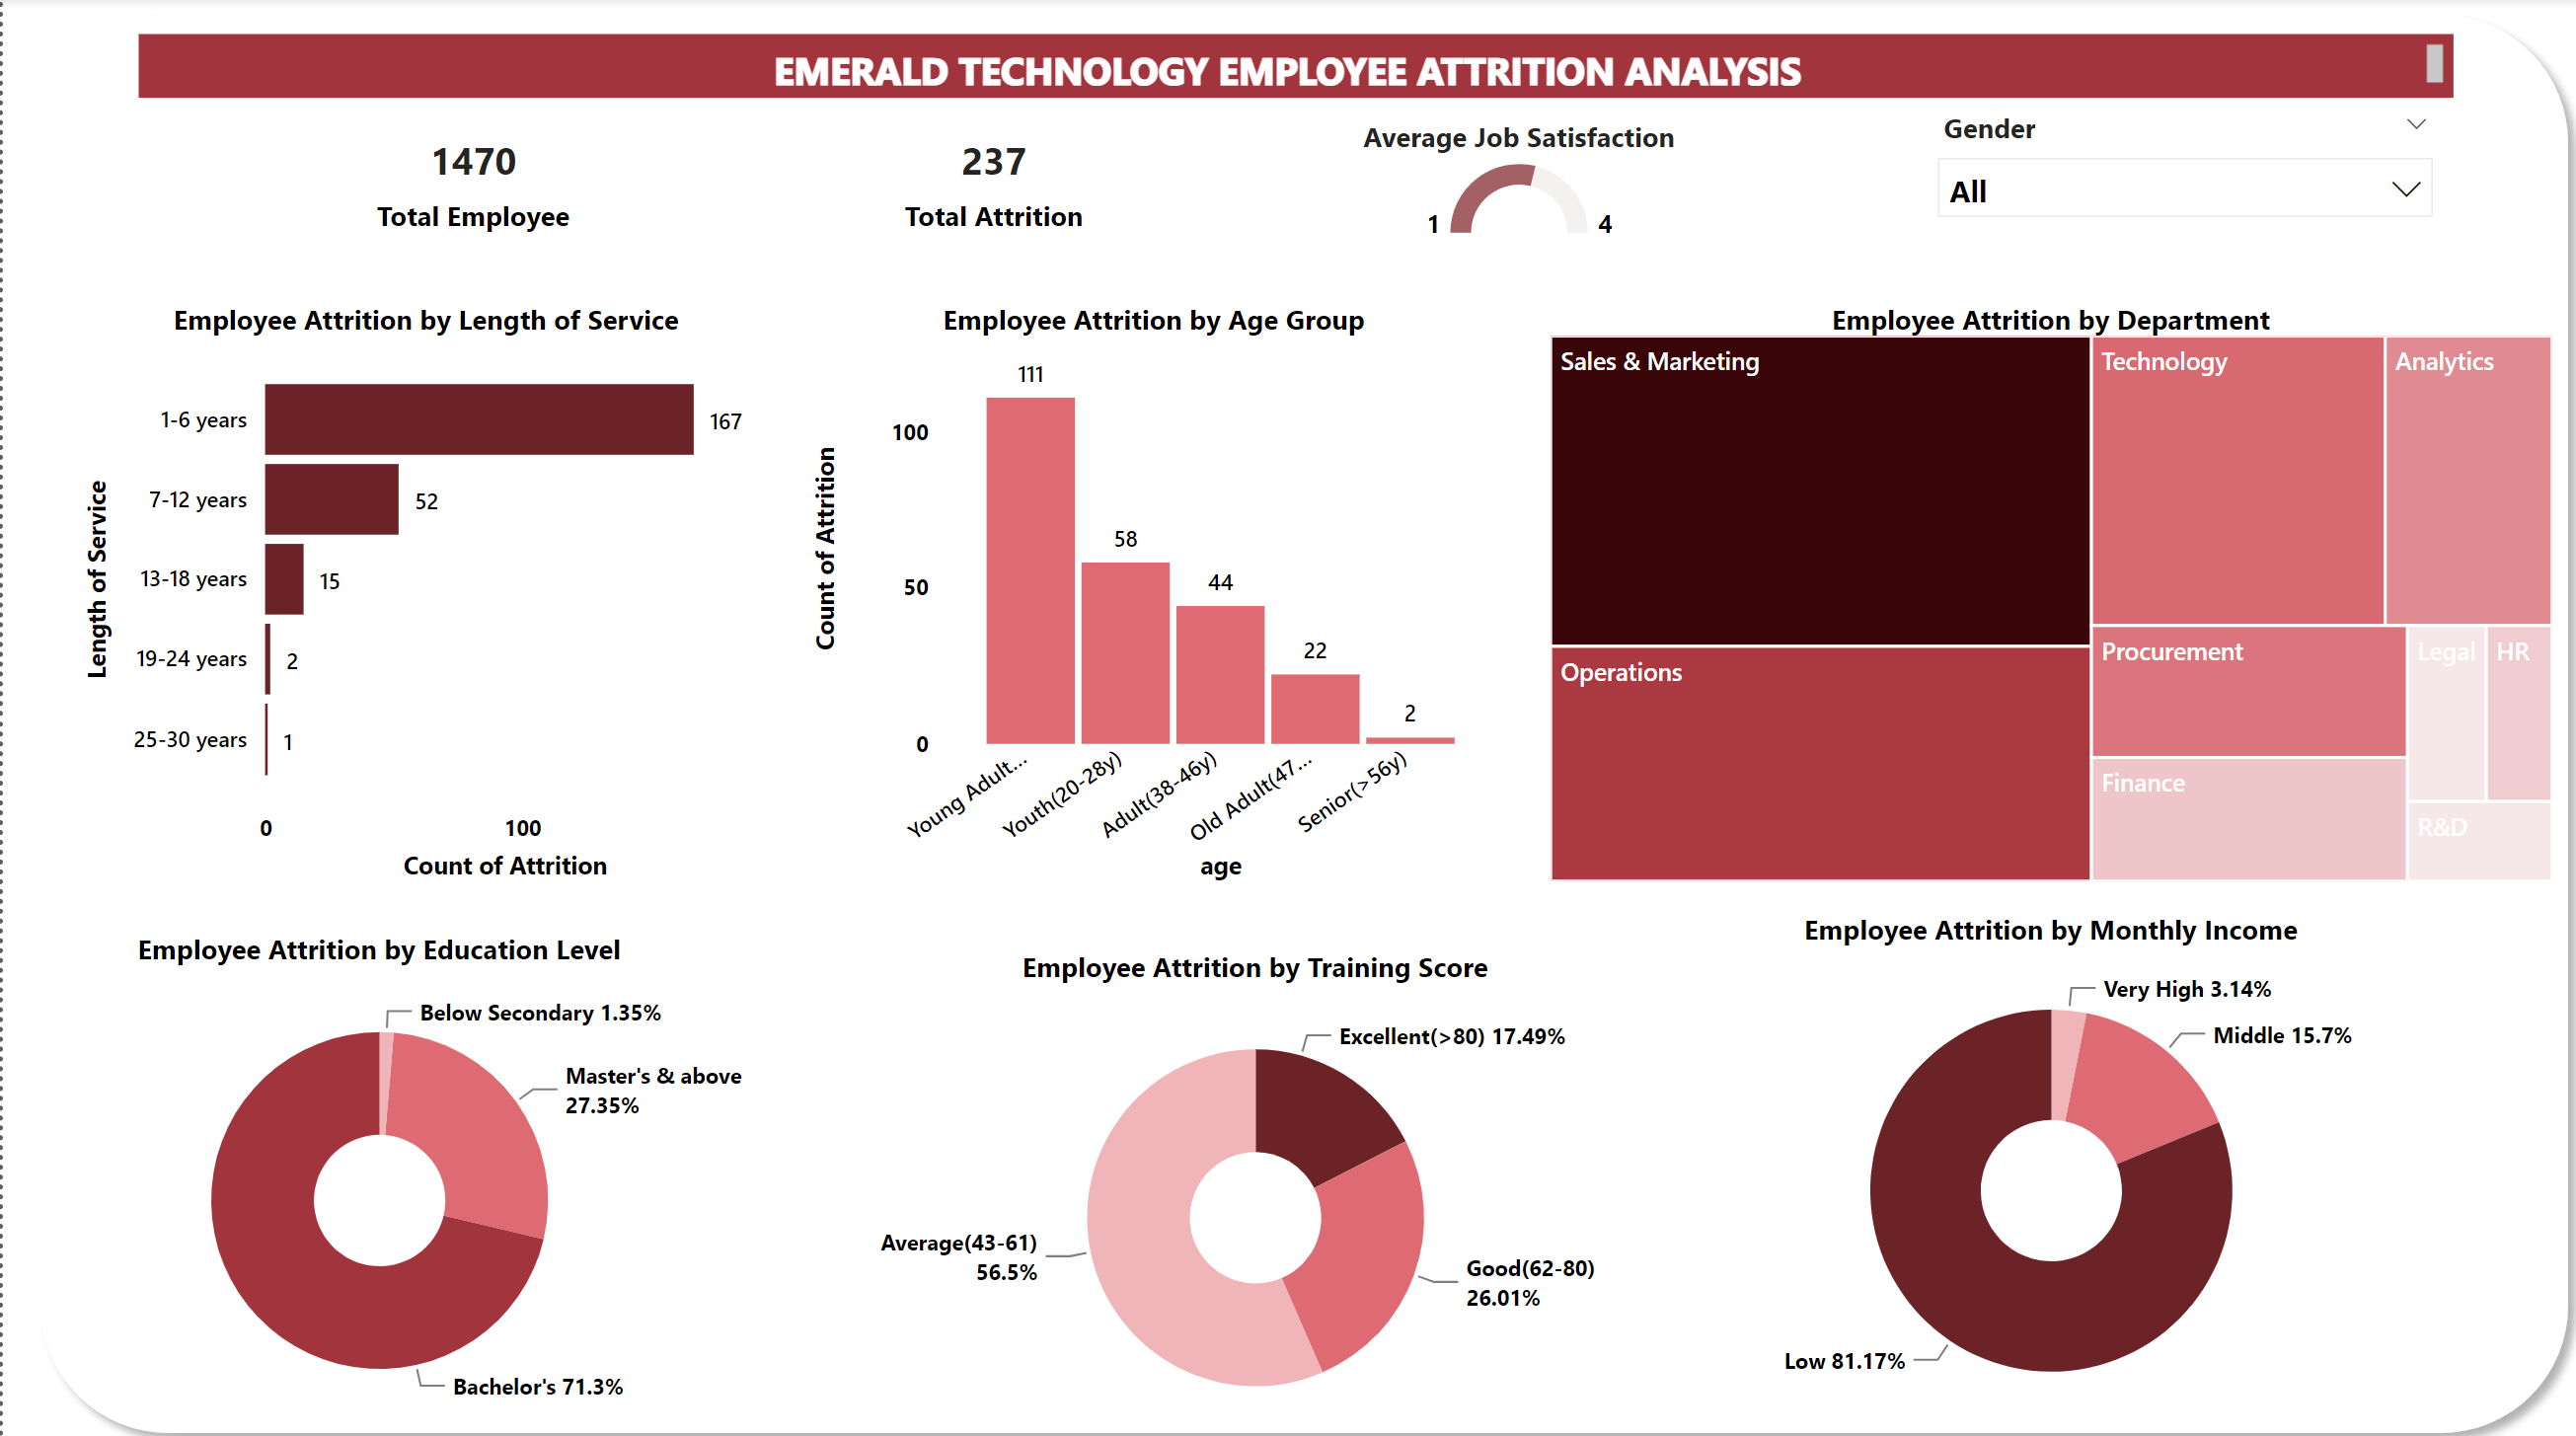 EMERALD TECHNOLOGY EMPLOYEE ATTRITION ANALYSIS
1470
Total Employee
237
Total Attrition
Average Job Satisfaction
1
4
Gender
All
Employee Attrition by Length of Service
Length of Service
1-6 years
167
7-12 years
52
13-18 years
15
19-24 years
2
25-30 years
1
0
100
Count of Attrition
Employee Attrition by Age Group
Count of Attrition
100
50
0
111
58
44
22
2
Young Adult...
Youth(20-28y)
Adult(38-46y)
Old Adult(47...
Senior(>56y)
age
Employee Attrition by Department
Sales & Marketing
Operations
Technology
Analytics
Procurement
Finance
Legal
HR
R&D
Employee Attrition by Education Level
Below Secondary 1.35%
Master's & above
27.35%
Bachelor's 71.3%
Employee Attrition by Training Score
Excellent(>80) 17.49%
Average(43-61)
56.5%
Good(62-80)
26.01%
Employee Attrition by Monthly Income
Very High 3.14%
Middle 15.7%
Low 81.17%